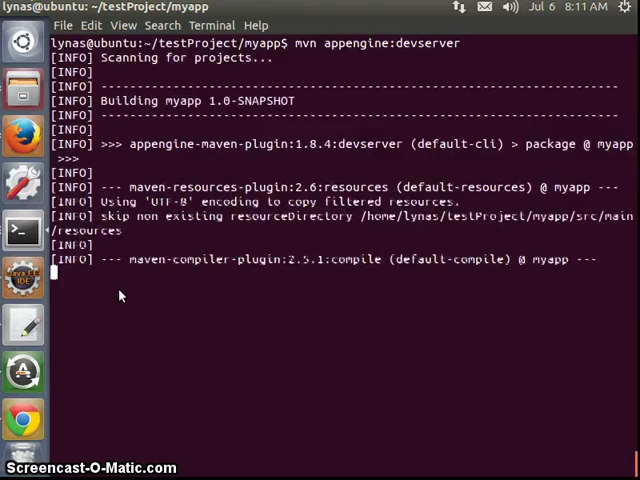 lynas@ubuntu: ~/testProject/myapp
Jul 6 8:11 AM
File Edit View Search Terminal Help
lynas@ubuntu:~/testProject/myapp$ mvn appengine:devserver
[INFO] Scanning for projects...
[INFO]
[INFO] ------------------------------------------------------------------------
[INFO] Building myapp 1.0-SNAPSHOT
[INFO] ------------------------------------------------------------------------
[INFO]
[INFO] >>> appengine-maven-plugin:1.8.4:devserver (default-cli) > package @ myapp
>>>
[INFO]
[INFO] --- maven-resources-plugin:2.6:resources (default-resources) @ myapp ---
[INFO] Using 'UTF-8' encoding to copy filtered resources.
[INFO] skip non existing resourceDirectory /home/lynas/testProject/myapp/src/main
/resources
[INFO]
[INFO] --- maven-compiler-plugin:2.5.1:compile (default-compile) @ myapp ---
Java EE
IDE
Screencast-O-Matic.com